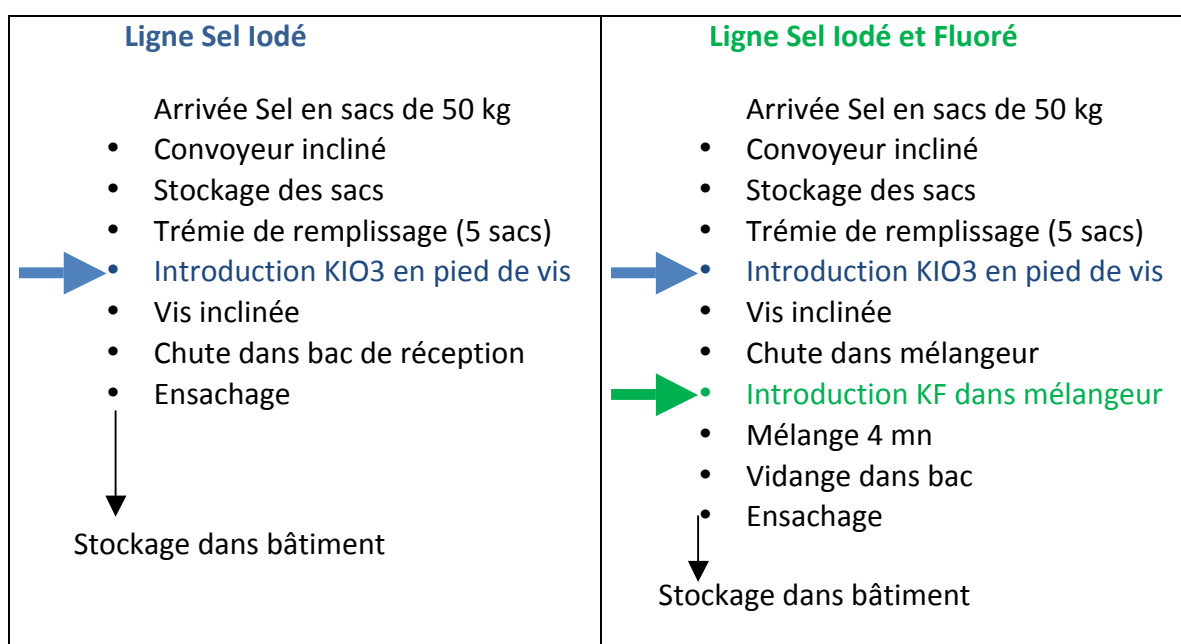 Ligne Sel Iodé
Arrivée Sel en sacs de 50 kg
• Convoyeur incliné
• Stockage des sacs
• Trémie de remplissage (5 sacs)
• Introduction KIO3 en pied de vis
• Vis inclinée
• Chute dans bac de réception
• Ensachage
Stockage dans bâtiment
Ligne Sel Iodé et Fluoré
Arrivée Sel en sacs de 50 kg
• Convoyeur incliné
• Stockage des sacs
• Trémie de remplissage (5 sacs)
• Introduction KIO3 en pied de vis
• Vis inclinée
• Chute dans mélangeur
• Introduction KF dans mélangeur
• Mélange 4 mn
• Vidange dans bac
• Ensachage
Stockage dans bâtiment